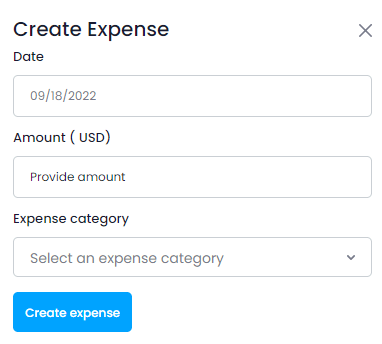 Create Expense
Date
09/18/2022
Amount ( USD)
Provide amount
Expense category
Select an expense category
Create expense